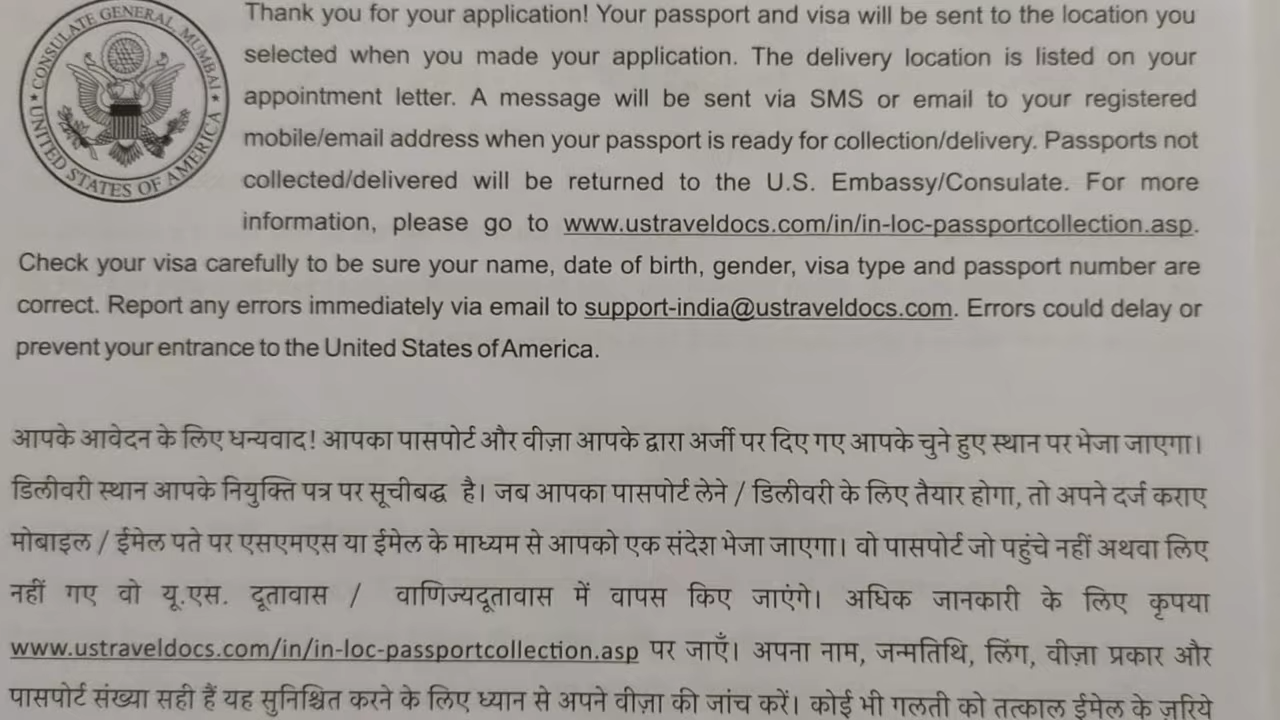 CONSULATE GENERAL, MUMBAI
UNITED STATES OF AMERICA
Thank you for your application! Your passport and visa will be sent to the location you
selected when you made your application. The delivery location is listed on your
appointment letter. A message will be sent via SMS or email to your registered
mobile/email address when your passport is ready for collection/delivery. Passports not
collected/delivered will be returned to the U.S. Embassy/Consulate. For more
information, please go to www.ustraveldocs.com/in/in-loc-passportcollection.asp.
Check your visa carefully to be sure your name, date of birth, gender, visa type and passport number are
correct. Report any errors immediately via email to support-india@ustraveldocs.com. Errors could delay or
prevent your entrance to the United States of America.
आपके आवेदन के लिए धन्यवाद! आपका पासपोर्ट और वीज़ा आपके द्वारा अर्जी पर दिए गए आपके चुने हुए स्थान पर भेजा जाएगा।
डिलीवरी स्थान आपके नियुक्ति पत्र पर सूचीबद्ध है। जब आपका पासपोर्ट लेने / डिलीवरी के लिए तैयार होगा, तो अपने दर्ज कराए
मोबाइल / ईमेल पते पर एसएमएस या ईमेल के माध्यम से आपको एक संदेश भेजा जाएगा। वो पासपोर्ट जो पहुंचे नहीं अथवा लिए
नहीं गए वो यू.एस. दूतावास / वाणिज्यदूतावास में वापस किए जाएंगे। अधिक जानकारी के लिए कृपया
www.ustraveldocs.com/in/in-loc-passportcollection.asp पर जाएँ। अपना नाम, जन्मतिथि, लिंग, वीज़ा प्रकार और
पासपोर्ट संख्या सही हैं यह सुनिश्चित करने के लिए ध्यान से अपने वीज़ा की जांच करें। कोई भी गलती को तत्काल ईमेल के ज़रिये